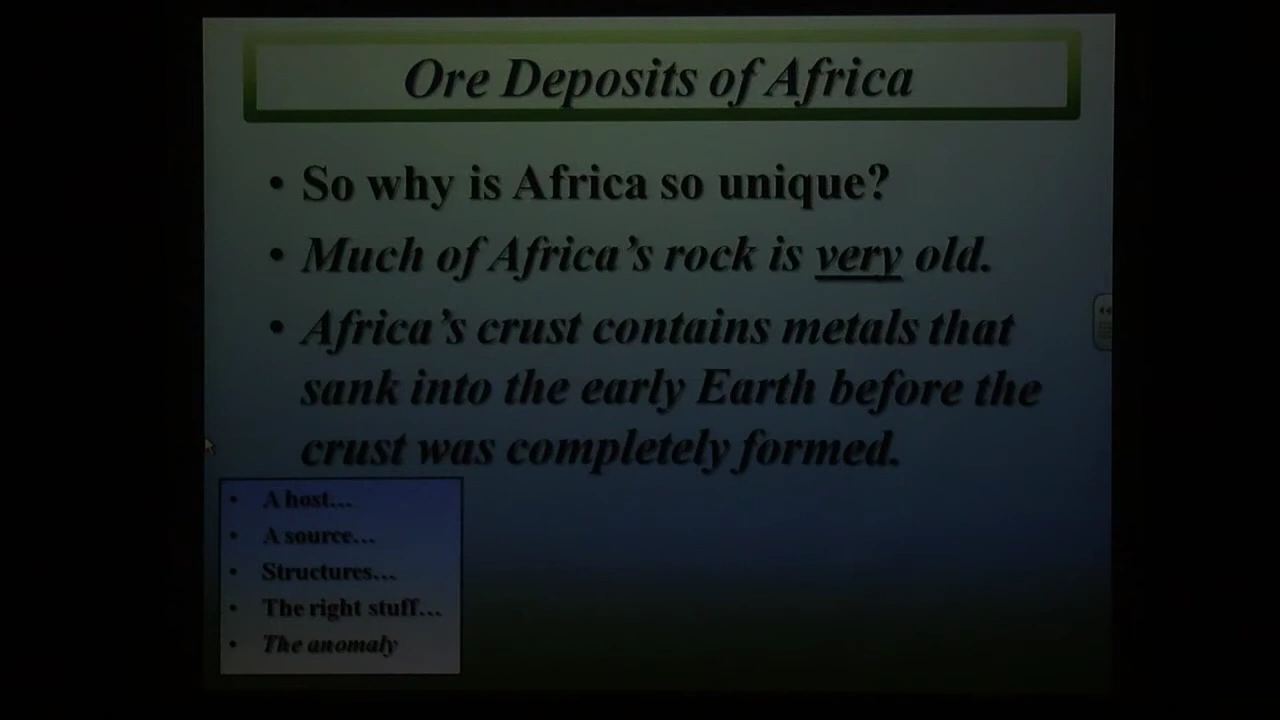 Ore Deposits of Africa
• So why is Africa so unique?
• Much of Africa's rock is very old.
• Africa's crust contains metals that
sank into the early Earth before the
crust was completely formed.
• A host...
• A source...
• Structures...
• The right stuff...
• The anomaly